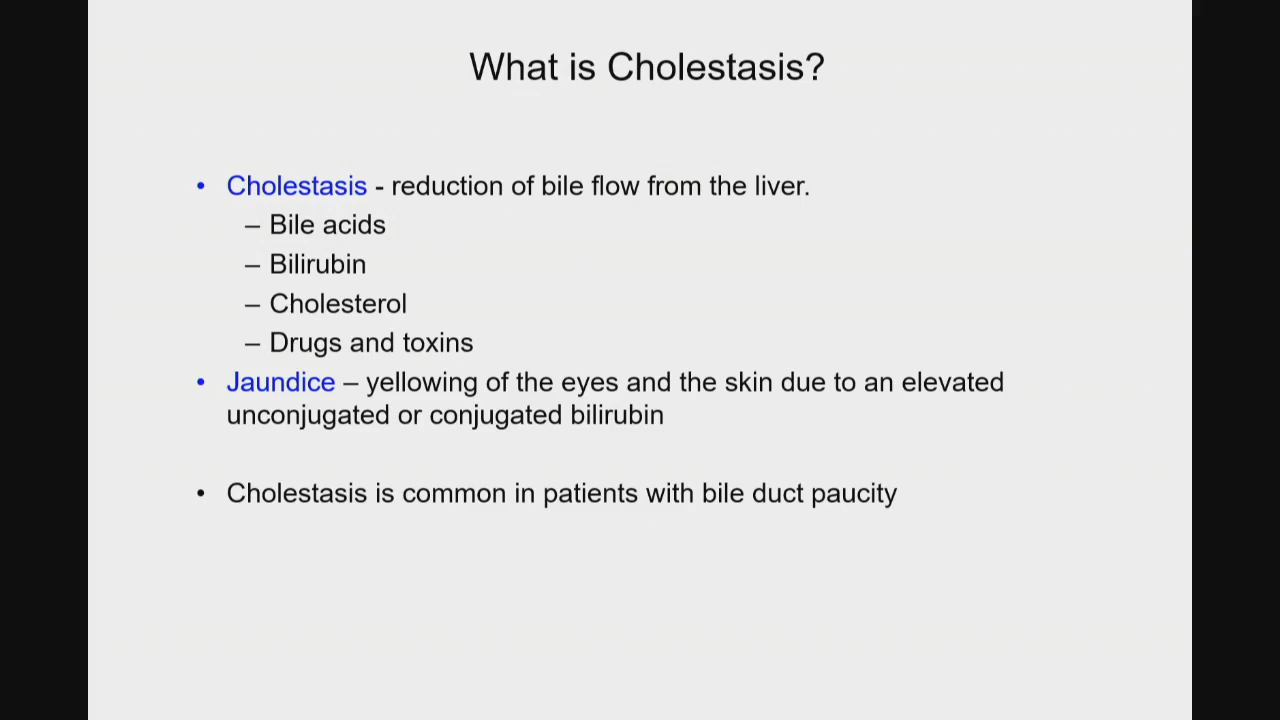 What is Cholestasis?
• Cholestasis - reduction of bile flow from the liver.
– Bile acids
– Bilirubin
– Cholesterol
– Drugs and toxins
• Jaundice – yellowing of the eyes and the skin due to an elevated
unconjugated or conjugated bilirubin
• Cholestasis is common in patients with bile duct paucity